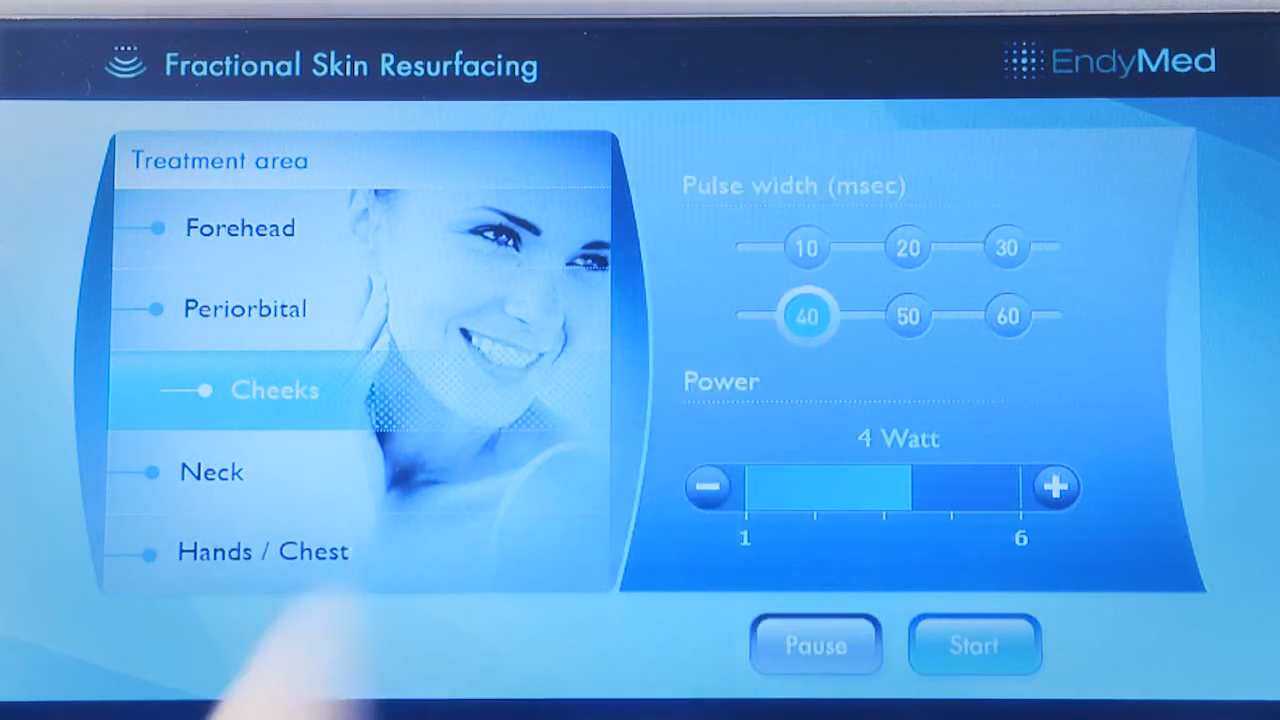 Fractional Skin Resurfacing
EndyMed
Treatment area
Forehead
Periorbital
Cheeks
Neck
Hands / Chest
Pulse width (msec)
10 20 30
40 50 60
Power
4 Watt
− +
1 6
Pause Start